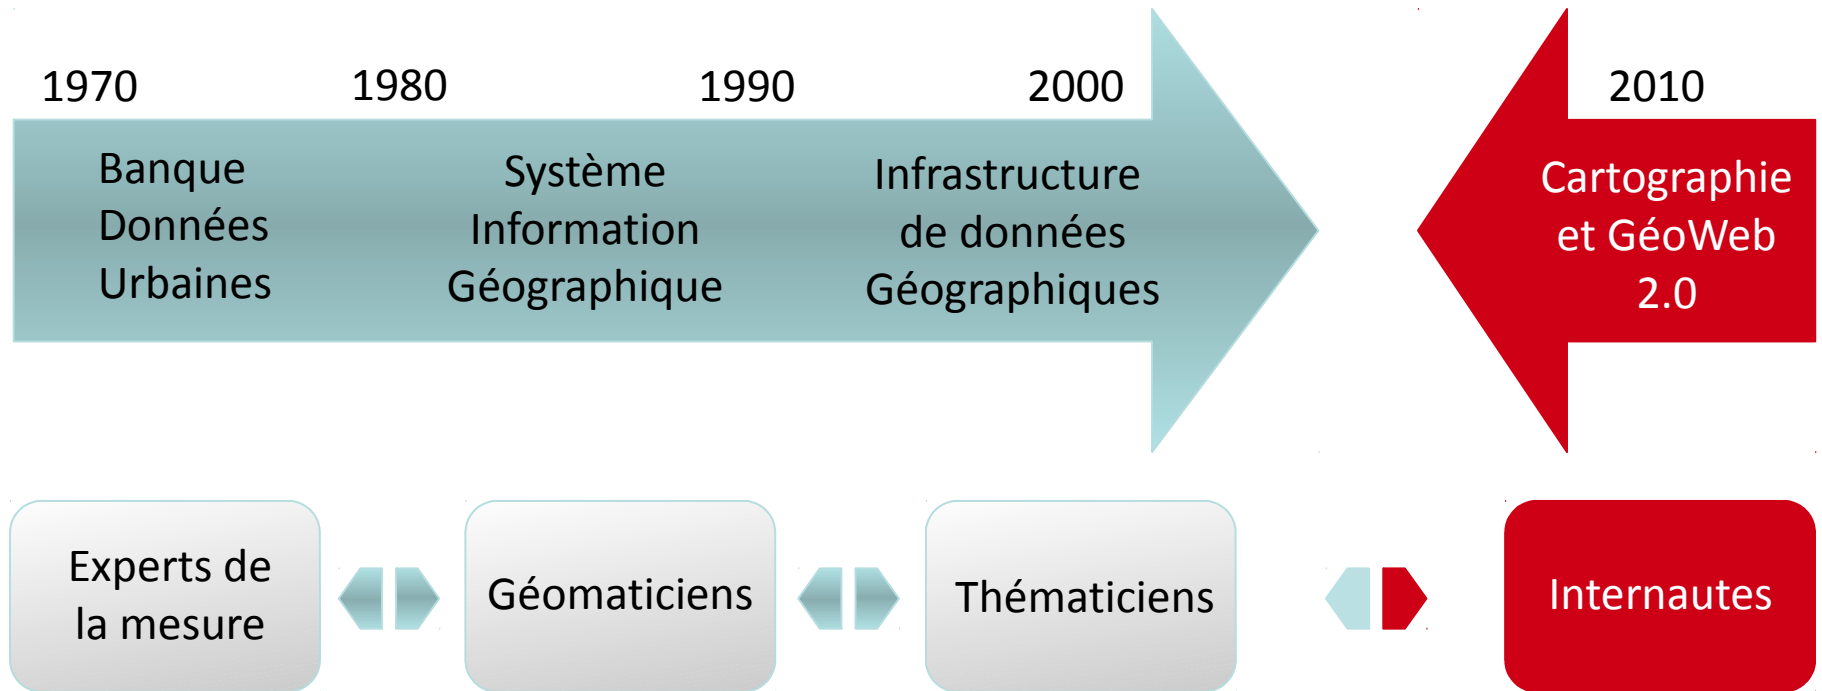 1970
1980
1990
2000
2010
Banque
Données
Urbaines
Système
Information
Géographique
Infrastructure
de données
Géographiques
Cartographie
et GéoWeb
2.0
Experts de
la mesure
Géomaticiens
Thématiciens
Internautes